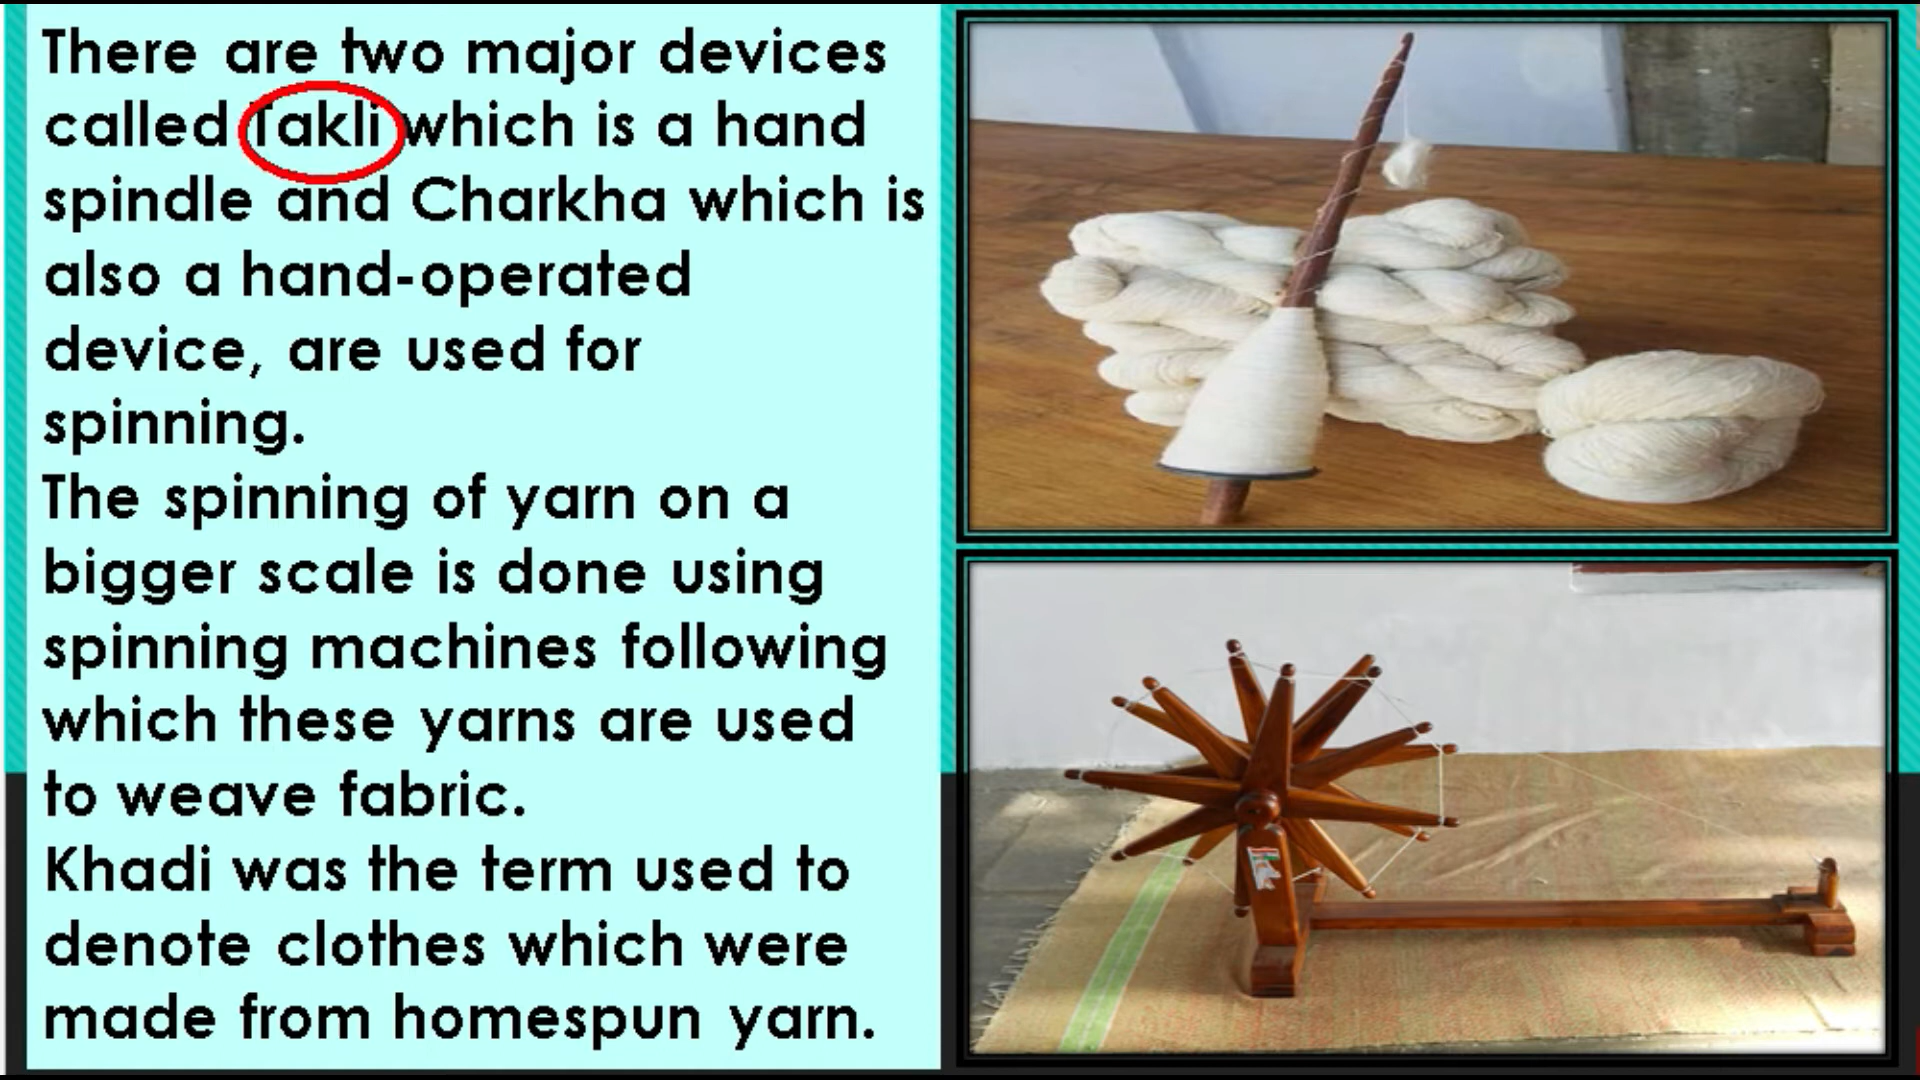 There are two major devices
called Takli which is a hand
spindle and Charkha which is
also a hand-operated
device, are used for
spinning.
The spinning of yarn on a
bigger scale is done using
spinning machines following
which these yarns are used
to weave fabric.
Khadi was the term used to
denote clothes which were
made from homespun yarn.